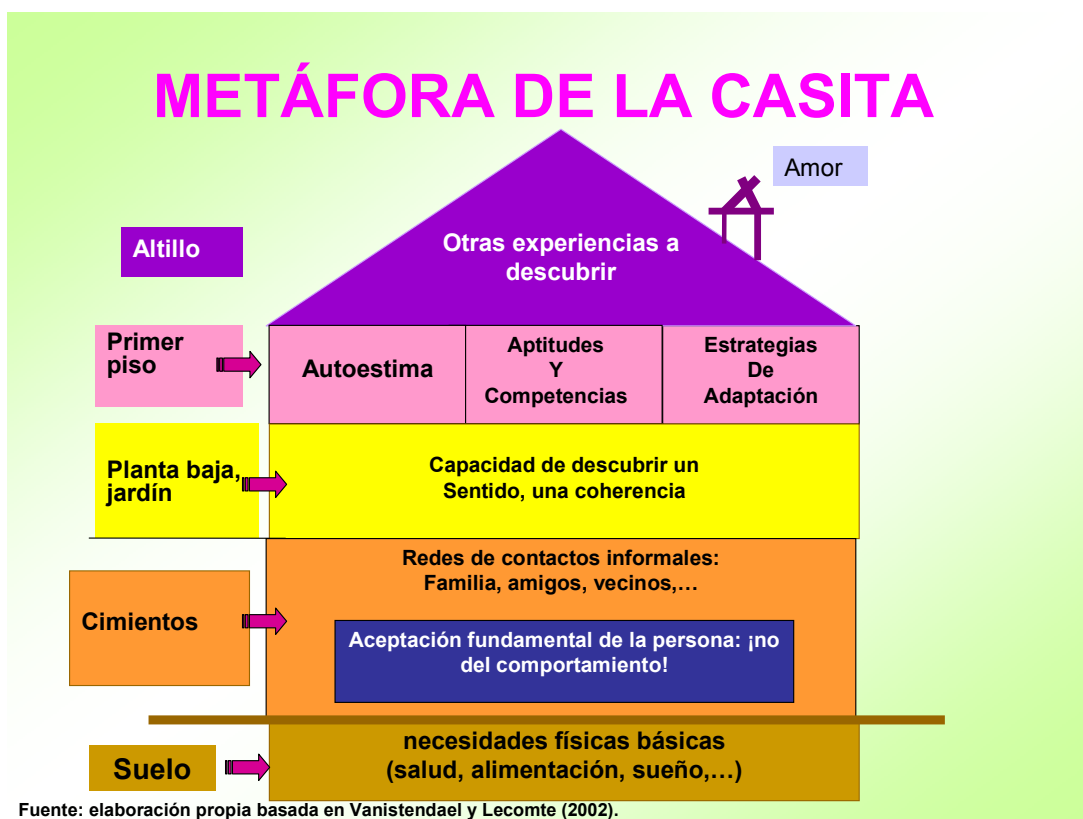 METÁFORA DE LA CASITA
Amor
Altillo
Otras experiencias a
descubrir
Primer
piso
Autoestima
Aptitudes
Y
Competencias
Estrategias
De
Adaptación
Planta baja,
jardín
Capacidad de descubrir un
Sentido, una coherencia
Cimientos
Redes de contactos informales:
Familia, amigos, vecinos,…
Aceptación fundamental de la persona: ¡no
del comportamiento!
Suelo
necesidades físicas básicas
(salud, alimentación, sueño,…)
Fuente: elaboración propia basada en Vanistendael y Lecomte (2002).